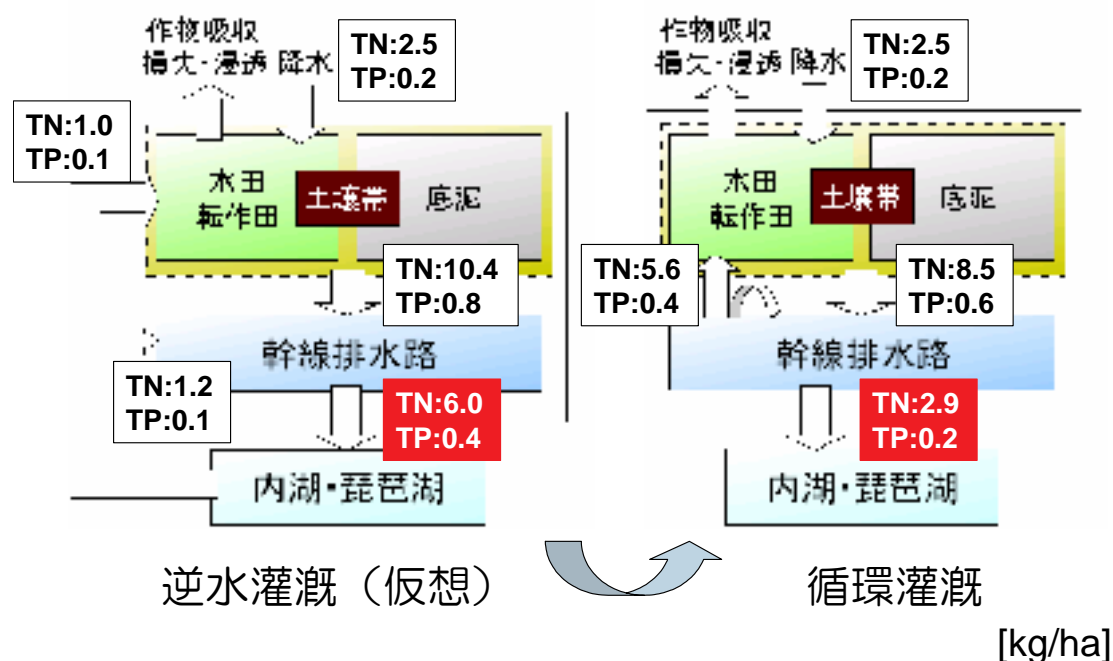 作物吸収
損失・浸透 降水
TN:2.5
TP:0.2
TN:1.0
TP:0.1
水田
転作田
土壌帯
底泥
TN:10.4
TP:0.8
幹線排水路
TN:1.2
TP:0.1
TN:6.0
TP:0.4
内湖・琵琶湖
逆水灌漑（仮想）
作物吸収
損失・浸透 降水
TN:2.5
TP:0.2
水田
転作田
土壌帯
底泥
TN:5.6
TP:0.4
TN:8.5
TP:0.6
幹線排水路
TN:2.9
TP:0.2
内湖・琵琶湖
循環灌漑
[kg/ha]